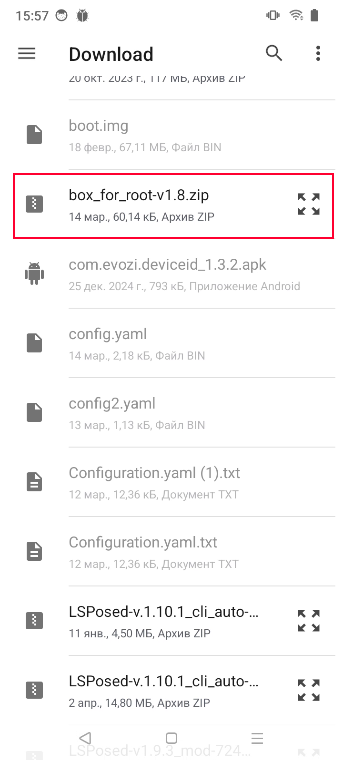 15:57
Download
20 окт. 2023 г., 117 МБ, Архив ZIP
boot.img
18 февр., 67,11 МБ, Файл BIN
box_for_root-v1.8.zip
14 мар., 60,14 кБ, Архив ZIP
com.evozi.deviceid_1.3.2.apk
25 дек. 2024 г., 793 кБ, Приложение Android
config.yaml
14 мар., 2,18 кБ, Файл BIN
config2.yaml
13 мар., 1,13 кБ, Файл BIN
Configuration.yaml (1).txt
12 мар., 12,36 кБ, Документ TXT
Configuration.yaml.txt
12 мар., 12,36 кБ, Документ TXT
LSPosed-v.1.10.1_cli_auto-...
11 янв., 4,50 МБ, Архив ZIP
LSPosed-v.1.10.1_cli_auto-...
2 апр., 14,80 МБ, Архив ZIP
LSPosed-v1.9.3_mod-724...